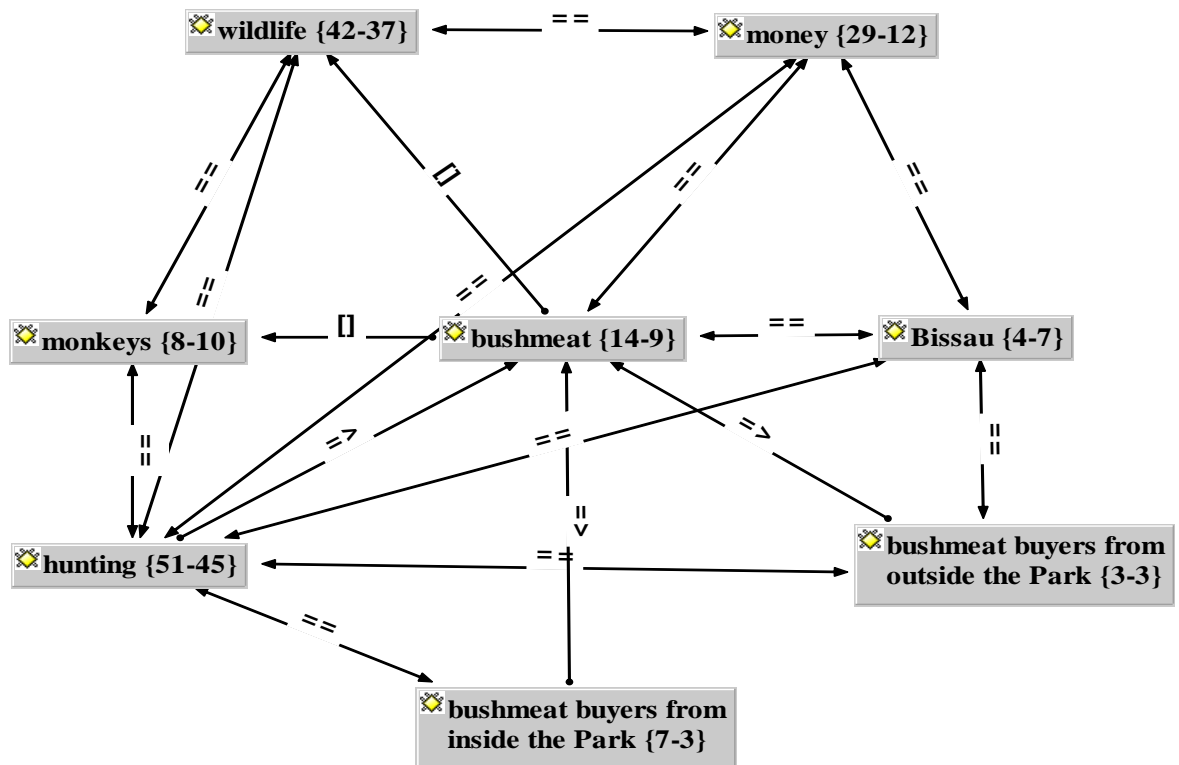 wildlife {42-37}
==
money {29-12}
==
[]
==
==
==
==
monkeys {8-10}
[]
bushmeat {14-9}
==
Bissau {4-7}
==
=>
==
=>
==
=>
hunting {51-45}
==
bushmeat buyers from
outside the Park {3-3}
==
bushmeat buyers from
inside the Park {7-3}